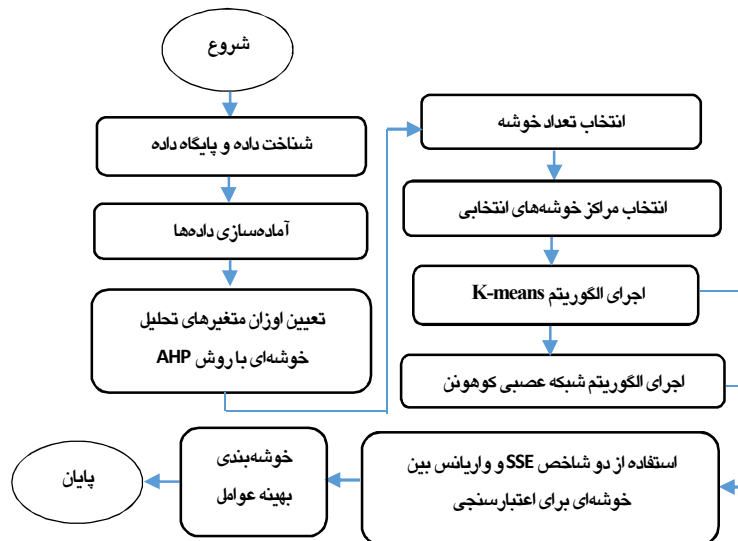 شروع
شناخت داده و پایگاه داده
آماده‌سازی داده‌ها
تعیین اوزان متغیرهای تحلیل
خوشه‌ای با روش AHP
انتخاب تعداد خوشه
انتخاب مراکز خوشه‌های انتخابی
اجرای الگوریتم K-means
اجرای الگوریتم شبکه عصبی کوهونن
استفاده از دو شاخص SSE و واریانس بین
خوشه‌ای برای اعتبارسنجی
خوشه‌بندی
بهینه عوامل
پایان